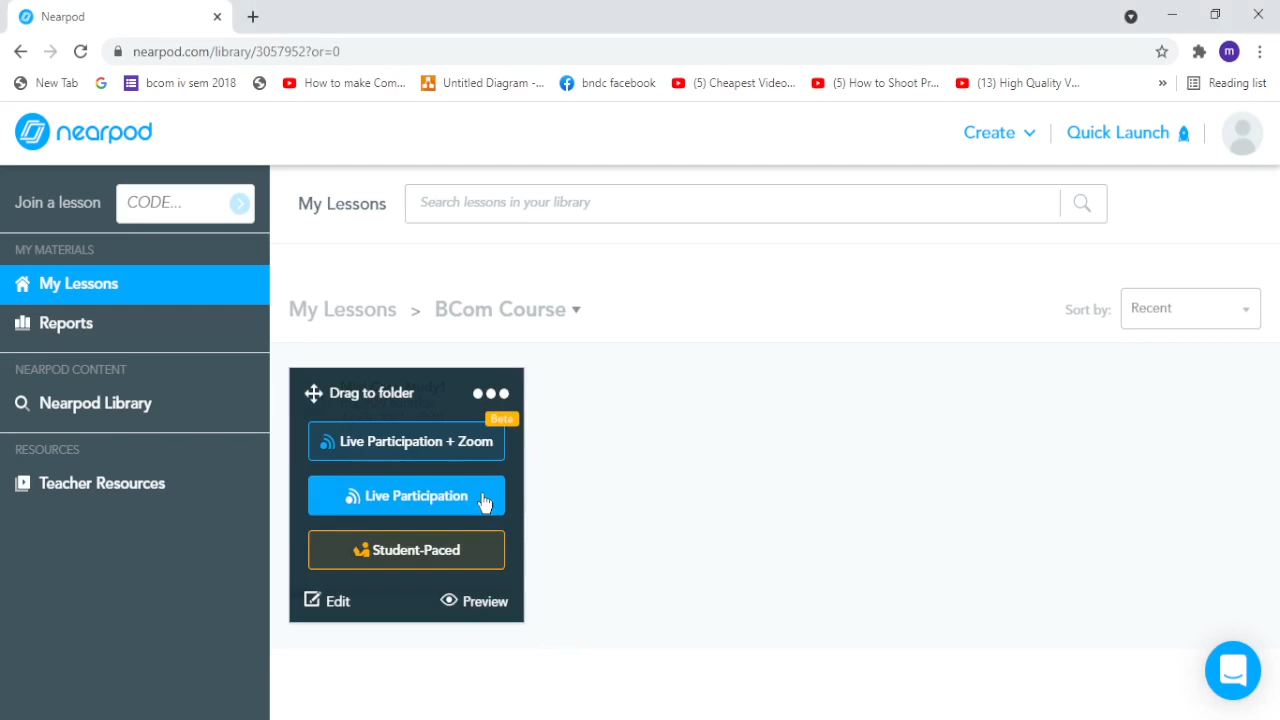 Nearpod
nearpod.com/library/3057952?or=0
m
New Tab
bcom iv sem 2018
How to make Com...
Untitled Diagram -...
bndc facebook
(5) Cheapest Video...
(5) How to Shoot Pr...
(13) High Quality V...
»
Reading list
nearpod
Create
Quick Launch
Join a lesson
CODE...
My Lessons
Search lessons in your library
MY MATERIALS
My Lessons
Reports
My Lessons > BCom Course
Sort by:
Recent
NEARPOD CONTENT
Nearpod Library
RESOURCES
Teacher Resources
Drag to folder
Beta
Live Participation + Zoom
Live Participation
Student-Paced
Edit
Preview